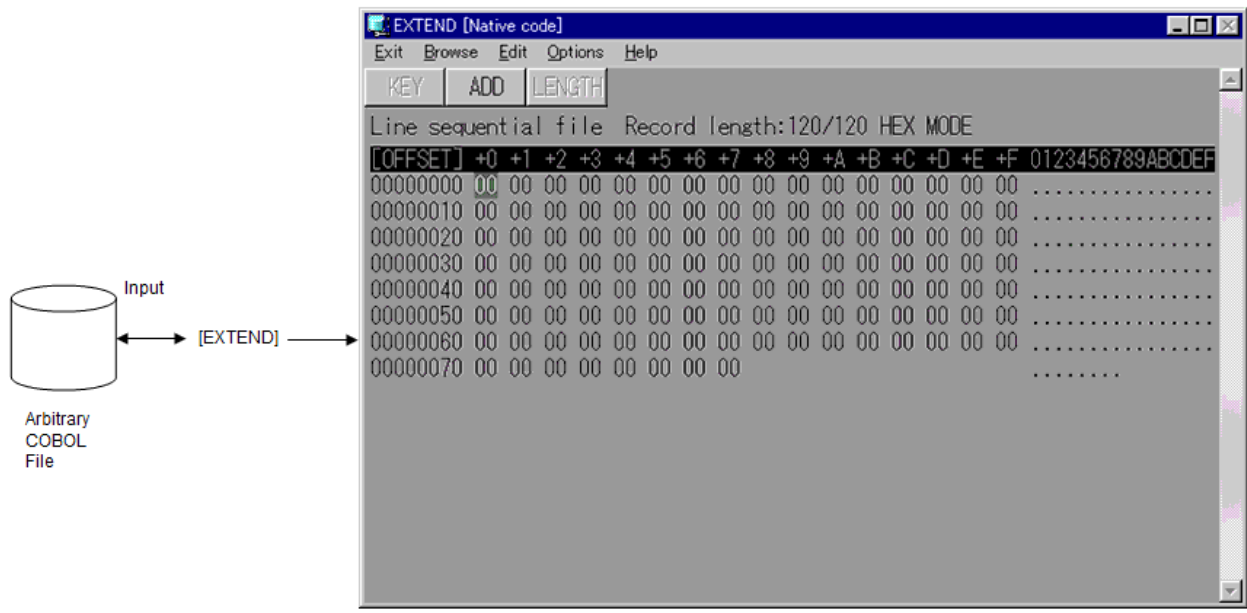 EXTEND [Native code]
Exit Browse Edit Options Help
KEY ADD LENGTH
Line sequential file Record length:120/120 HEX MODE
[OFFSET] +0 +1 +2 +3 +4 +5 +6 +7 +8 +9 +A +B +C +D +E +F 0123456789ABCDEF
00000000 00 00 00 00 00 00 00 00 00 00 00 00 00 00 00 00 ................
00000010 00 00 00 00 00 00 00 00 00 00 00 00 00 00 00 00 ................
00000020 00 00 00 00 00 00 00 00 00 00 00 00 00 00 00 00 ................
00000030 00 00 00 00 00 00 00 00 00 00 00 00 00 00 00 00 ................
00000040 00 00 00 00 00 00 00 00 00 00 00 00 00 00 00 00 ................
00000050 00 00 00 00 00 00 00 00 00 00 00 00 00 00 00 00 ................
00000060 00 00 00 00 00 00 00 00 00 00 00 00 00 00 00 00 ................
00000070 00 00 00 00 00 00 00 00 ........
Input
[EXTEND]
Arbitrary
COBOL
File